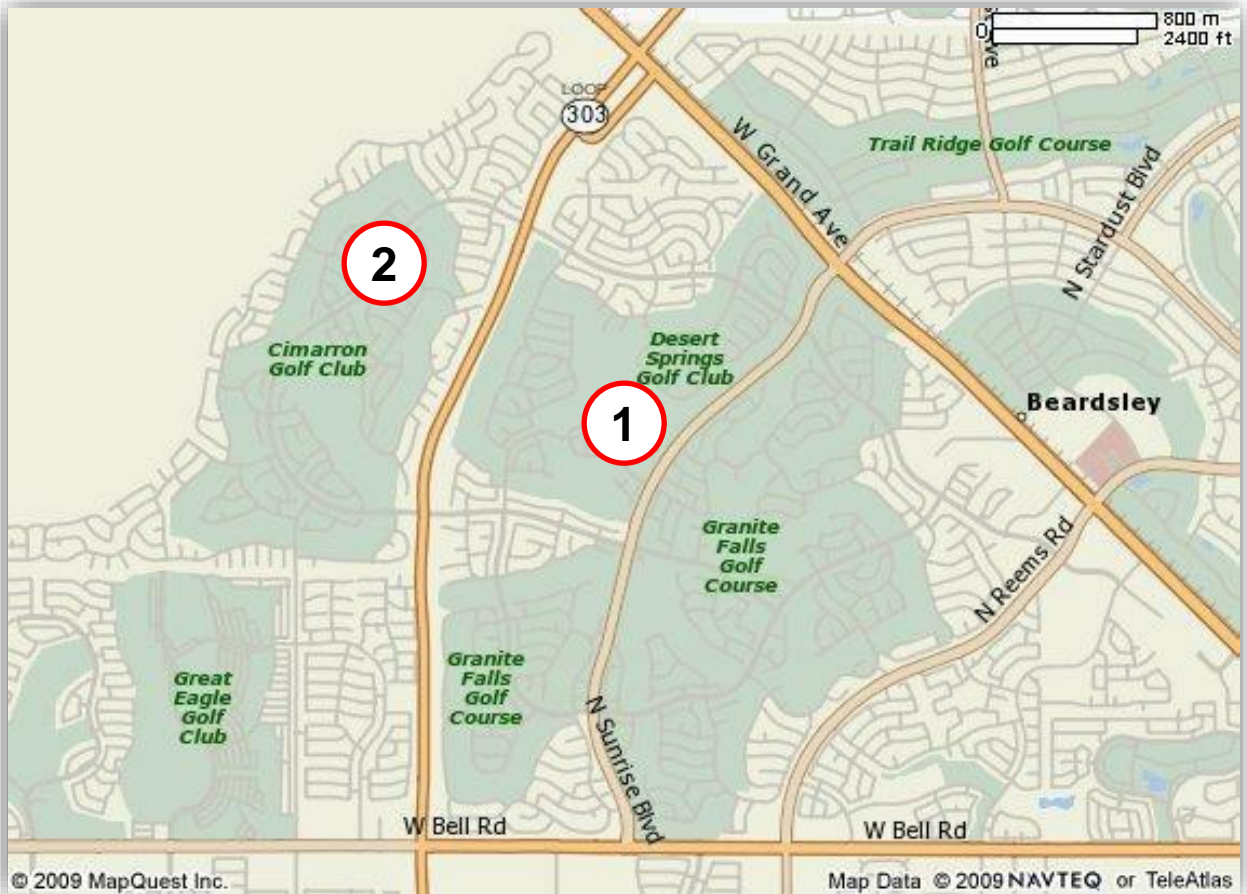 800 m
2400 ft
LOOP
303
W Grand Ave
Trail Ridge Golf Course
N Stardust Blvd
2
Cimarron
Golf Club
Desert
Springs
Golf Club
1
Beardsley
Granite
Falls
Golf
Course
N Reems Rd
Granite
Falls
Golf
Course
Great
Eagle
Golf
Club
N Sunrise Blvd
W Bell Rd
W Bell Rd
© 2009 MapQuest Inc.
Map Data © 2009 NAVTEQ or TeleAtlas